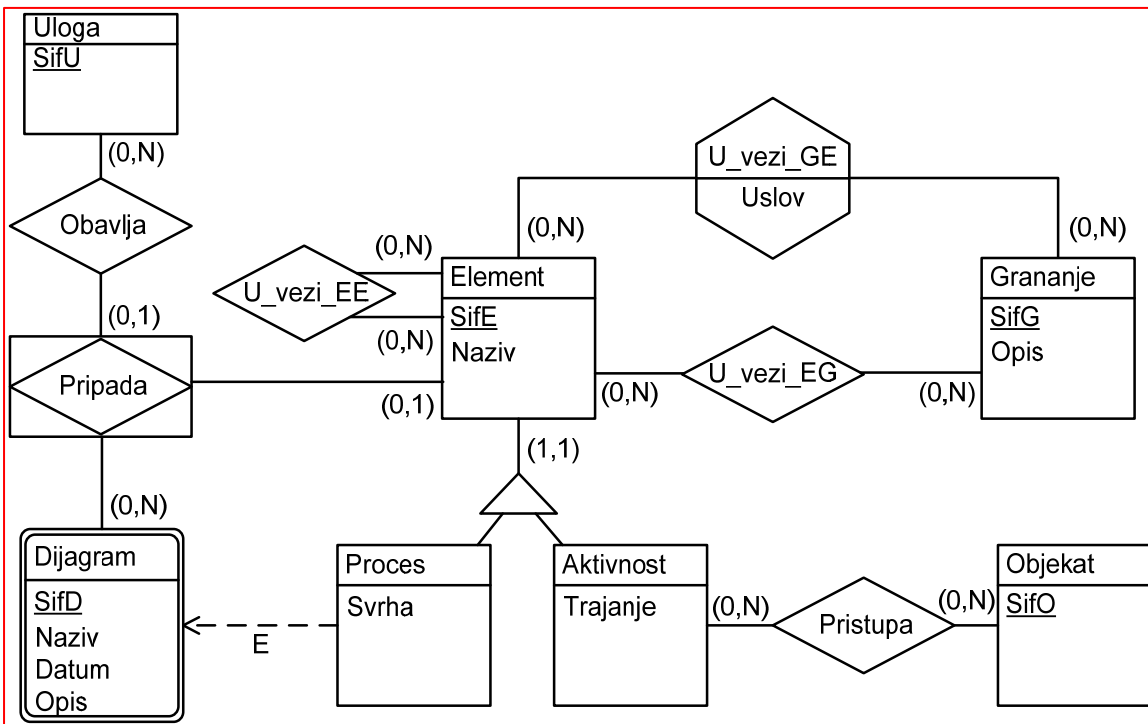 Uloga
SifU
(0,N)
Obavlja
(0,1)
Pripada
(0,1)
(0,N)
U_vezi_EE
(0,N)
(0,N)
Element
SifE
Naziv
(0,N)
U_vezi_GE
Uslov
(0,N)
Grananje
SifG
Opis
(0,N)
U_vezi_EG
(0,N)
(1,1)
Dijagram
SifD
Naziv
Datum
Opis
E
Proces
Svrha
Aktivnost
Trajanje
(0,N)
Pristupa
(0,N)
Objekat
SifO